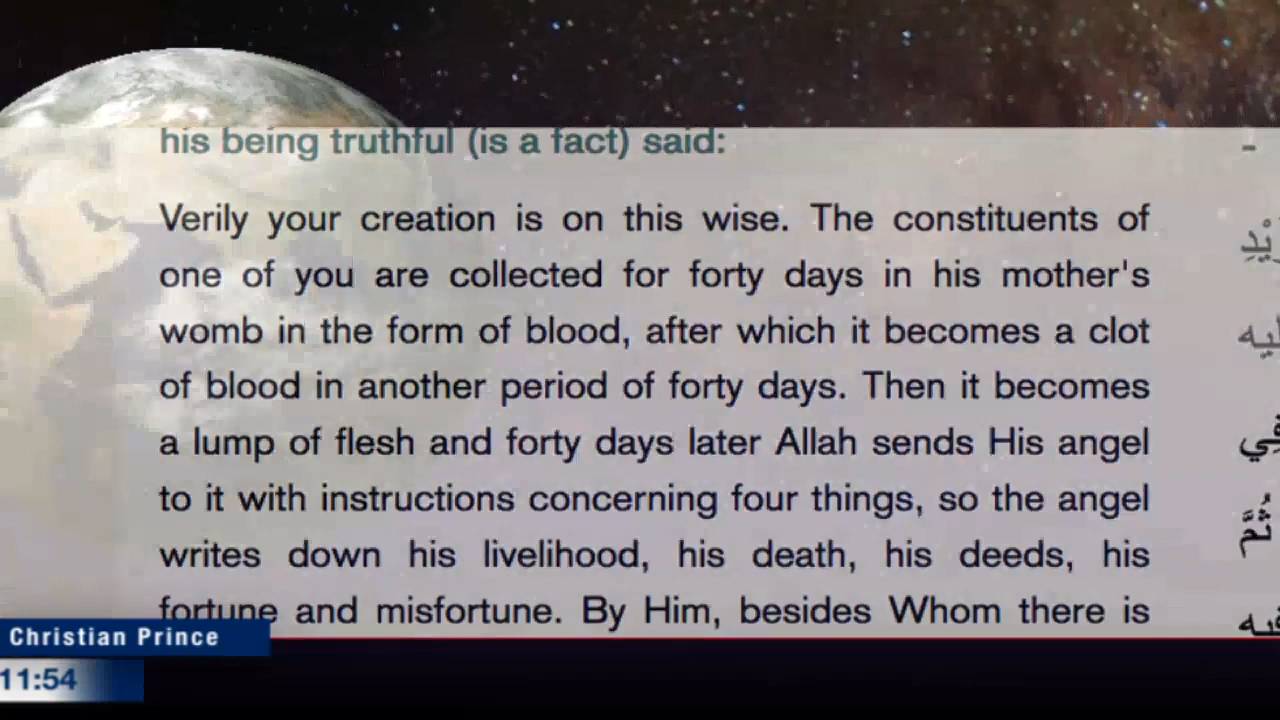 his being truthful (is a fact) said:
Verily your creation is on this wise. The constituents of
one of you are collected for forty days in his mother's
womb in the form of blood, after which it becomes a clot
of blood in another period of forty days. Then it becomes
a lump of flesh and forty days later Allah sends His angel
to it with instructions concerning four things, so the angel
writes down his livelihood, his death, his deeds, his
fortune and misfortune. By Him, besides Whom there is
Christian Prince
11:54